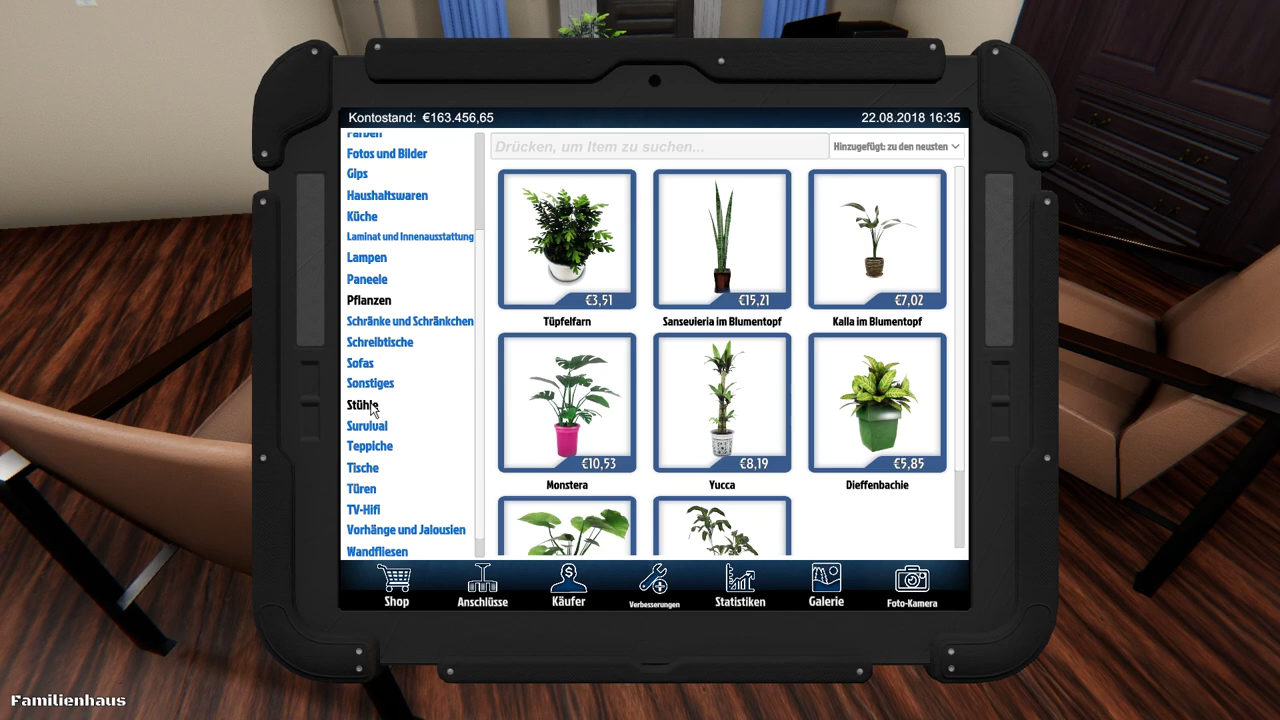 Kontostand: €163.456,65
22.08.2018 16:35
Farben
Fotos und Bilder
Gips
Haushaltswaren
Küche
Laminat und Innenausstattung
Lampen
Paneele
Pflanzen
Schränke und Schränkchen
Schreibtische
Sofas
Sonstiges
Stühle
Survival
Teppiche
Tische
Türen
TV-Hifi
Vorhänge und Jalousien
Wandfliesen
Drücken, um Item zu suchen...
Hinzugefügt: zu den neusten
€3,51
€15,21
€7,02
Tüpfelfarn
Sansevieria im Blumentopf
Kalla im Blumentopf
€10,53
€8,19
€5,85
Monstera
Yucca
Dieffenbachie
Shop
Anschlüsse
Käufer
Verbesserungen
Statistiken
Galerie
Foto-Kamera
Familienhaus